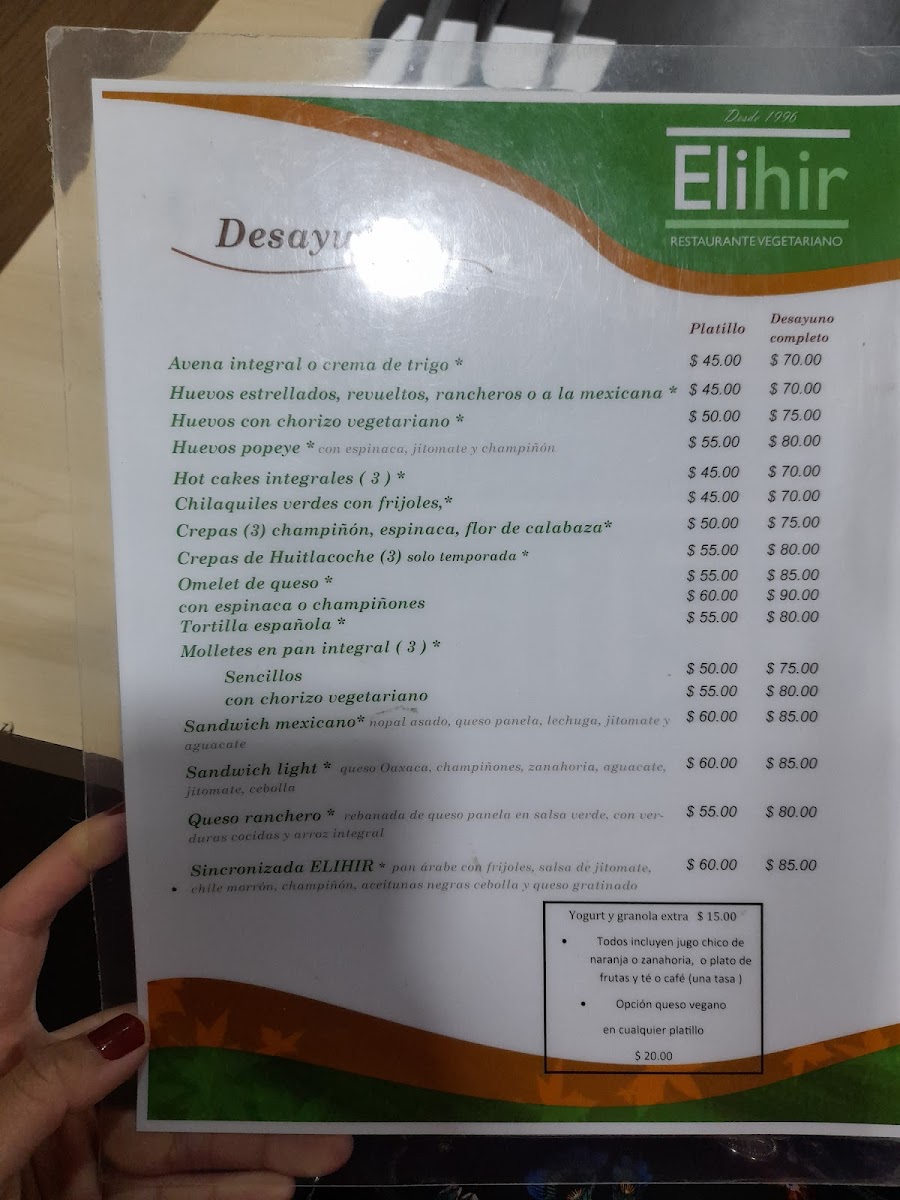 Desde 1996
Elihir
RESTAURANTE VEGETARIANO
Platillo
Desayuno
completo
Avena integral o crema de trigo * $ 45.00 $ 70.00
Huevos estrellados, revueltos, rancheros o a la mexicana * $ 45.00 $ 70.00
Huevos con chorizo vegetariano * $ 50.00 $ 75.00
Huevos popeye * con espinaca, jitomate y champiñón $ 55.00 $ 80.00
Hot cakes integrales ( 3 ) * $ 45.00 $ 70.00
Chilaquiles verdes con frijoles,* $ 45.00 $ 70.00
Crepas (3) champiñón, espinaca, flor de calabaza* $ 50.00 $ 75.00
Crepas de Huitlacoche (3) solo temporada * $ 55.00 $ 80.00
Omelet de queso * $ 55.00 $ 85.00
con espinaca o champiñones $ 60.00 $ 90.00
Tortilla española * $ 55.00 $ 80.00
Molletes en pan integral ( 3 ) *
Sencillos $ 50.00 $ 75.00
con chorizo vegetariano $ 55.00 $ 80.00
Sandwich mexicano* nopal asado, queso panela, lechuga, jitomate y $ 60.00 $ 85.00
aguacate
Sandwich light * queso Oaxaca, champiñones, zanahoria, aguacate, $ 60.00 $ 85.00
jitomate, cebolla
Queso ranchero * rebanada de queso panela en salsa verde, con ver- $ 55.00 $ 80.00
duras cocidas y arroz integral
Sincronizada ELIHIR * pan árabe con frijoles, salsa de jitomate, $ 60.00 $ 85.00
• chile morrón, champiñón, aceitunas negras cebolla y queso gratinado
Yogurt y granola extra $ 15.00
• Todos incluyen jugo chico de
naranja o zanahoria, o plato de
frutas y té o café (una tasa )
• Opción queso vegano
en cualquier platillo
$ 20.00